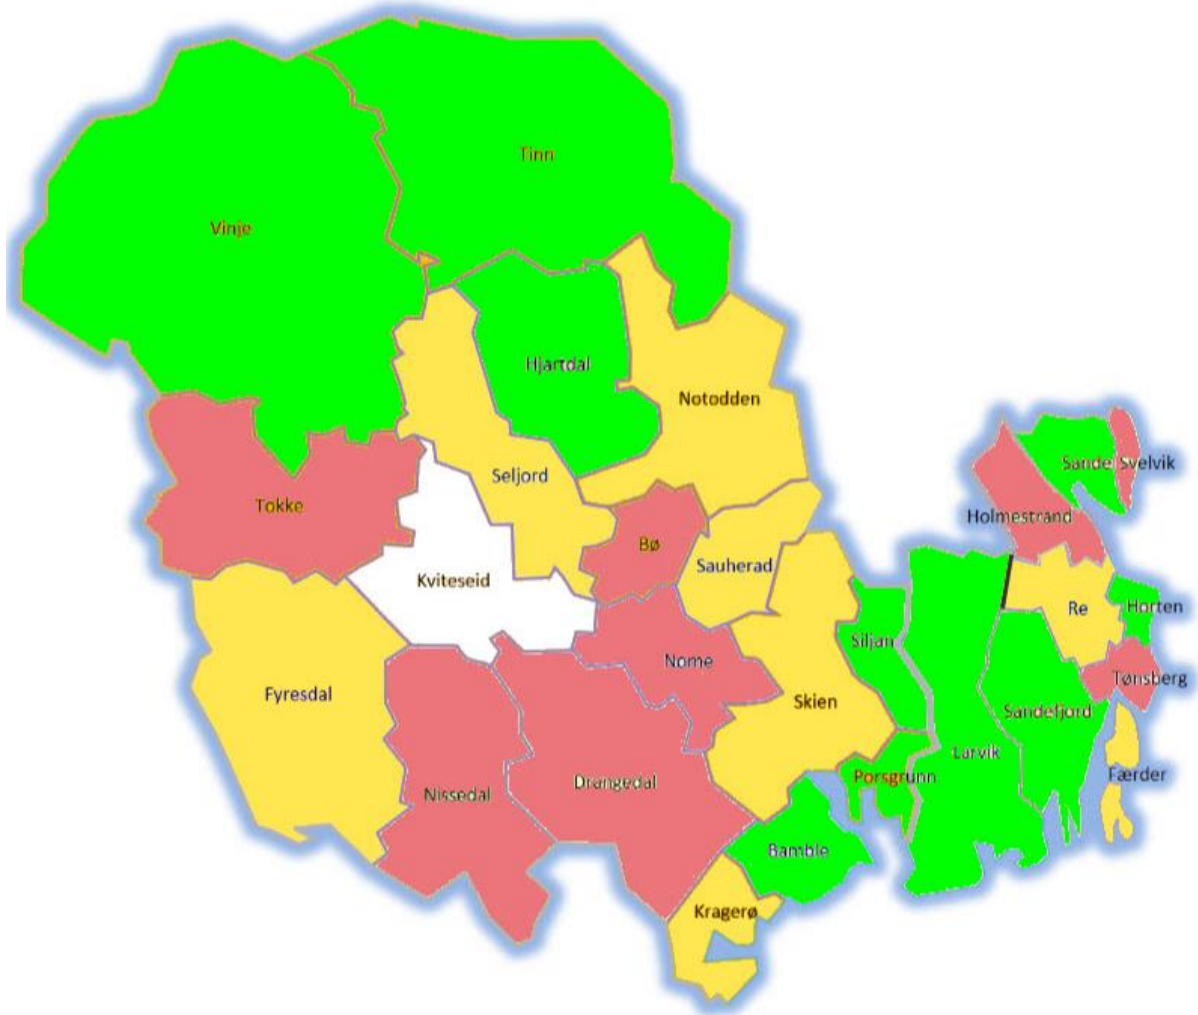 Tinn
Vinje
Hjartdal
Notodden
Sande
Svelvik
Seljord
Tokke
Holmestrand
Bø
Sauherad
Kviteseid
Re
Horten
Siljan
Nome
Tønsberg
Fyresdal
Skien
Sandefjord
Larvik
Færder
Porsgrunn
Drangedal
Nissedal
Bamble
Kragerø